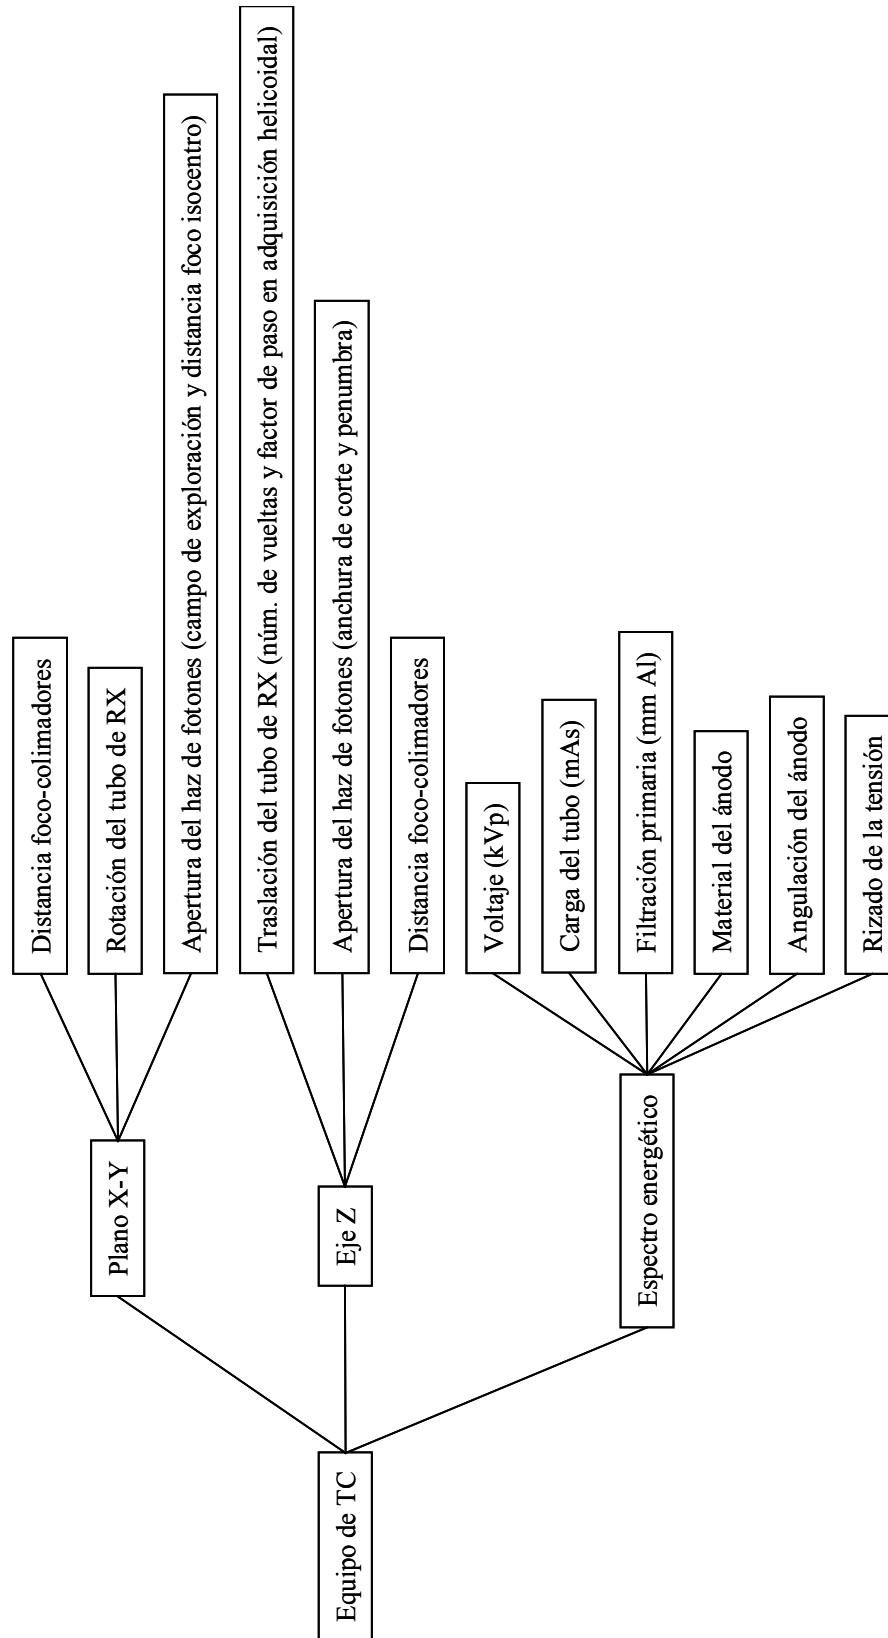 Equipo de TC
Plano X-Y
Distancia foco-colimadores
Rotación del tubo de RX
Apertura del haz de fotones (campo de exploración y distancia foco isocentro)
Eje Z
Traslación del tubo de RX (núm. de vueltas y factor de paso en adquisición helicoidal)
Apertura del haz de fotones (anchura de corte y penumbra)
Distancia foco-colimadores
Espectro energético
Voltaje (kVp)
Carga del tubo (mAs)
Filtración primaria (mm Al)
Material del ánodo
Angulación del ánodo
Rizado de la tensión